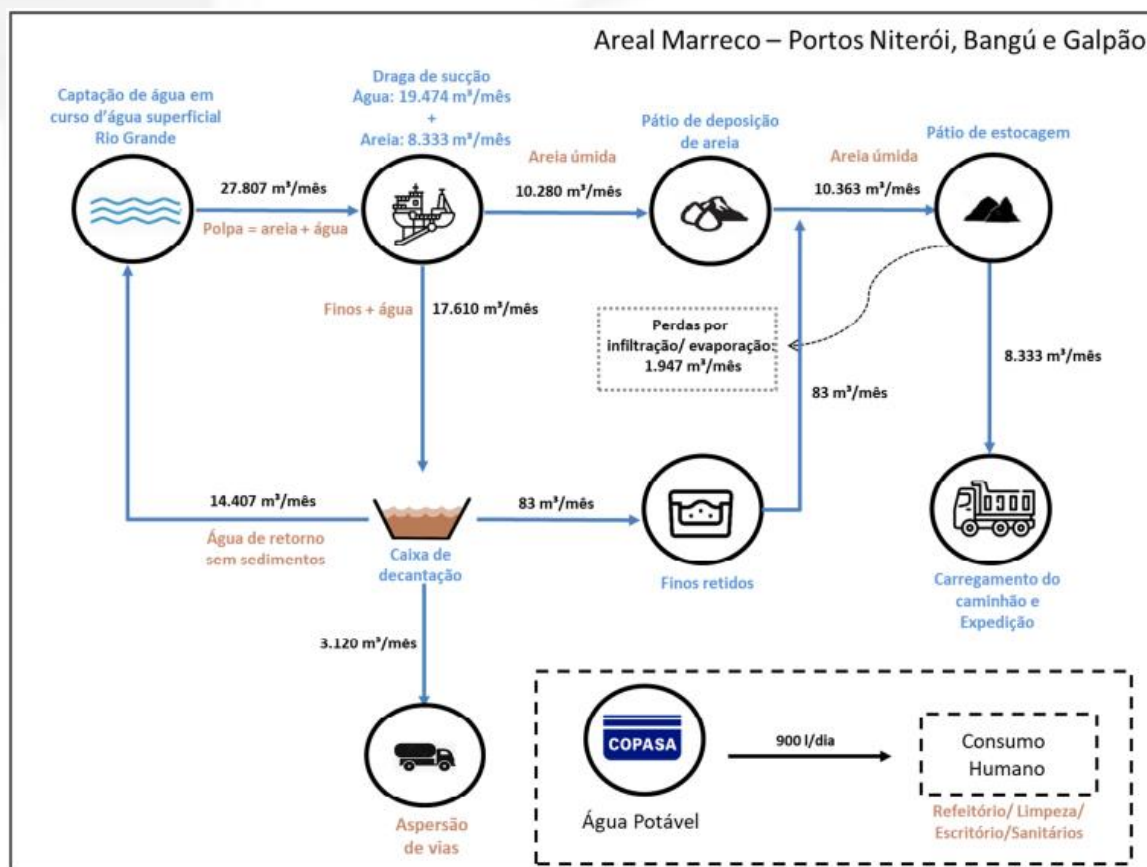 Areal Marreco – Portos Niterói, Bangú e Galpão
Captação de água em
curso d'água superficial
Rio Grande
Draga de sucção
Água: 19.474 m³/mês
+
Areia: 8.333 m³/mês
Pátio de deposição
de areia
Pátio de estocagem
27.807 m³/mês
Polpa = areia + água
Areia úmida
10.280 m³/mês
Areia úmida
10.363 m³/mês
Finos + água
17.610 m³/mês
Perdas por
infiltração/ evaporação:
1.947 m³/mês
8.333 m³/mês
83 m³/mês
14.407 m³/mês
Água de retorno
sem sedimentos
83 m³/mês
Caixa de
decantação
Finos retidos
Carregamento do
caminhão e
Expedição
3.120 m³/mês
Aspersão
de vias
COPASA
Água Potável
900 l/dia
Consumo
Humano
Refeitório/ Limpeza/
Escritório/Sanitários